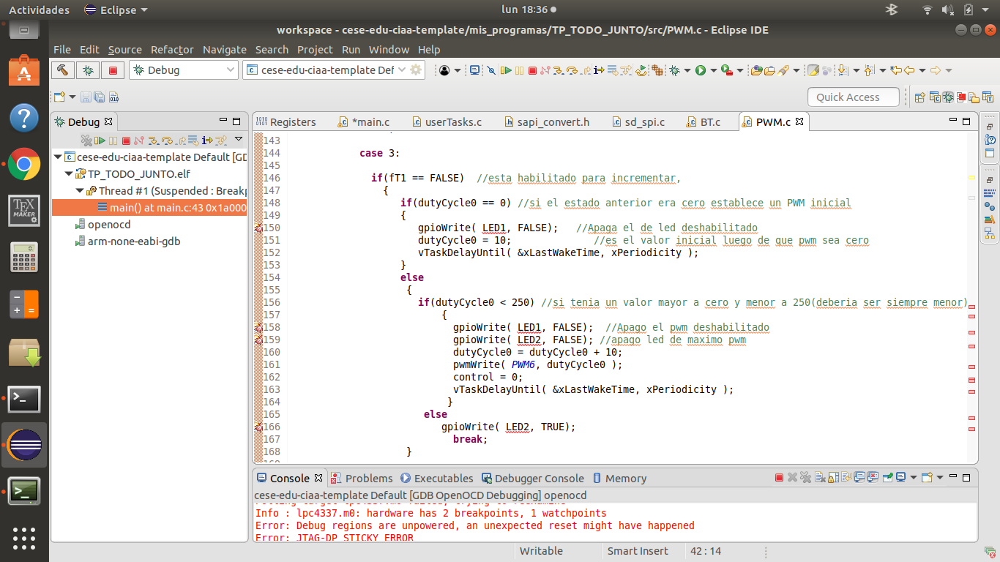 Actividades Eclipse lun 18:36
workspace - cese-edu-ciaa-template/mis_programas/TP_TODO_JUNTO/src/PWM.c - Eclipse IDE
File Edit Source Refactor Navigate Search Project Run Window Help
Debug cese-edu-ciaa-template Def
Quick Access
Debug
Registers *main.c userTasks.c sapi_convert.h sd_spi.c BT.c PWM.c
cese-edu-ciaa-template Default [GD
TP_TODO_JUNTO.elf
Thread #1 (Suspended : Breakp
main() at main.c:43 0x1a000
openocd
arm-none-eabi-gdb
143
144 case 3:
145
146 if(fT1 == FALSE) //esta habilitado para incrementar,
147 {
148 if(dutyCycle0 == 0) //si el estado anterior era cero establece un PWM inicial
149 {
150 gpioWrite( LED1, FALSE); //Apaga el de led deshabilitado
151 dutyCycle0 = 10; //es el valor inicial luego de que pwm sea cero
152 vTaskDelayUntil( &xLastWakeTime, xPeriodicity );
153 }
154 else
155 {
156 if(dutyCycle0 < 250) //si tenia un valor mayor a cero y menor a 250(deberia ser siempre menor)
157 {
158 gpioWrite( LED1, FALSE); //Apago el pwm deshabilitado
159 gpioWrite( LED2, FALSE); //apago led de maximo pwm
160 dutyCycle0 = dutyCycle0 + 10;
161 pwmWrite( PWM6, dutyCycle0 );
162 control = 0;
163 vTaskDelayUntil( &xLastWakeTime, xPeriodicity );
164 }
165 else
166 gpioWrite( LED2, TRUE);
167 break;
168 }
Console Problems Executables Debugger Console Memory
cese-edu-ciaa-template Default [GDB OpenOCD Debugging] openocd
Info : lpc4337.m0: hardware has 2 breakpoints, 1 watchpoints
Error: Debug regions are unpowered, an unexpected reset might have happened
Error: JTAG-DP STICKY ERROR
Writable Smart Insert 42 : 14